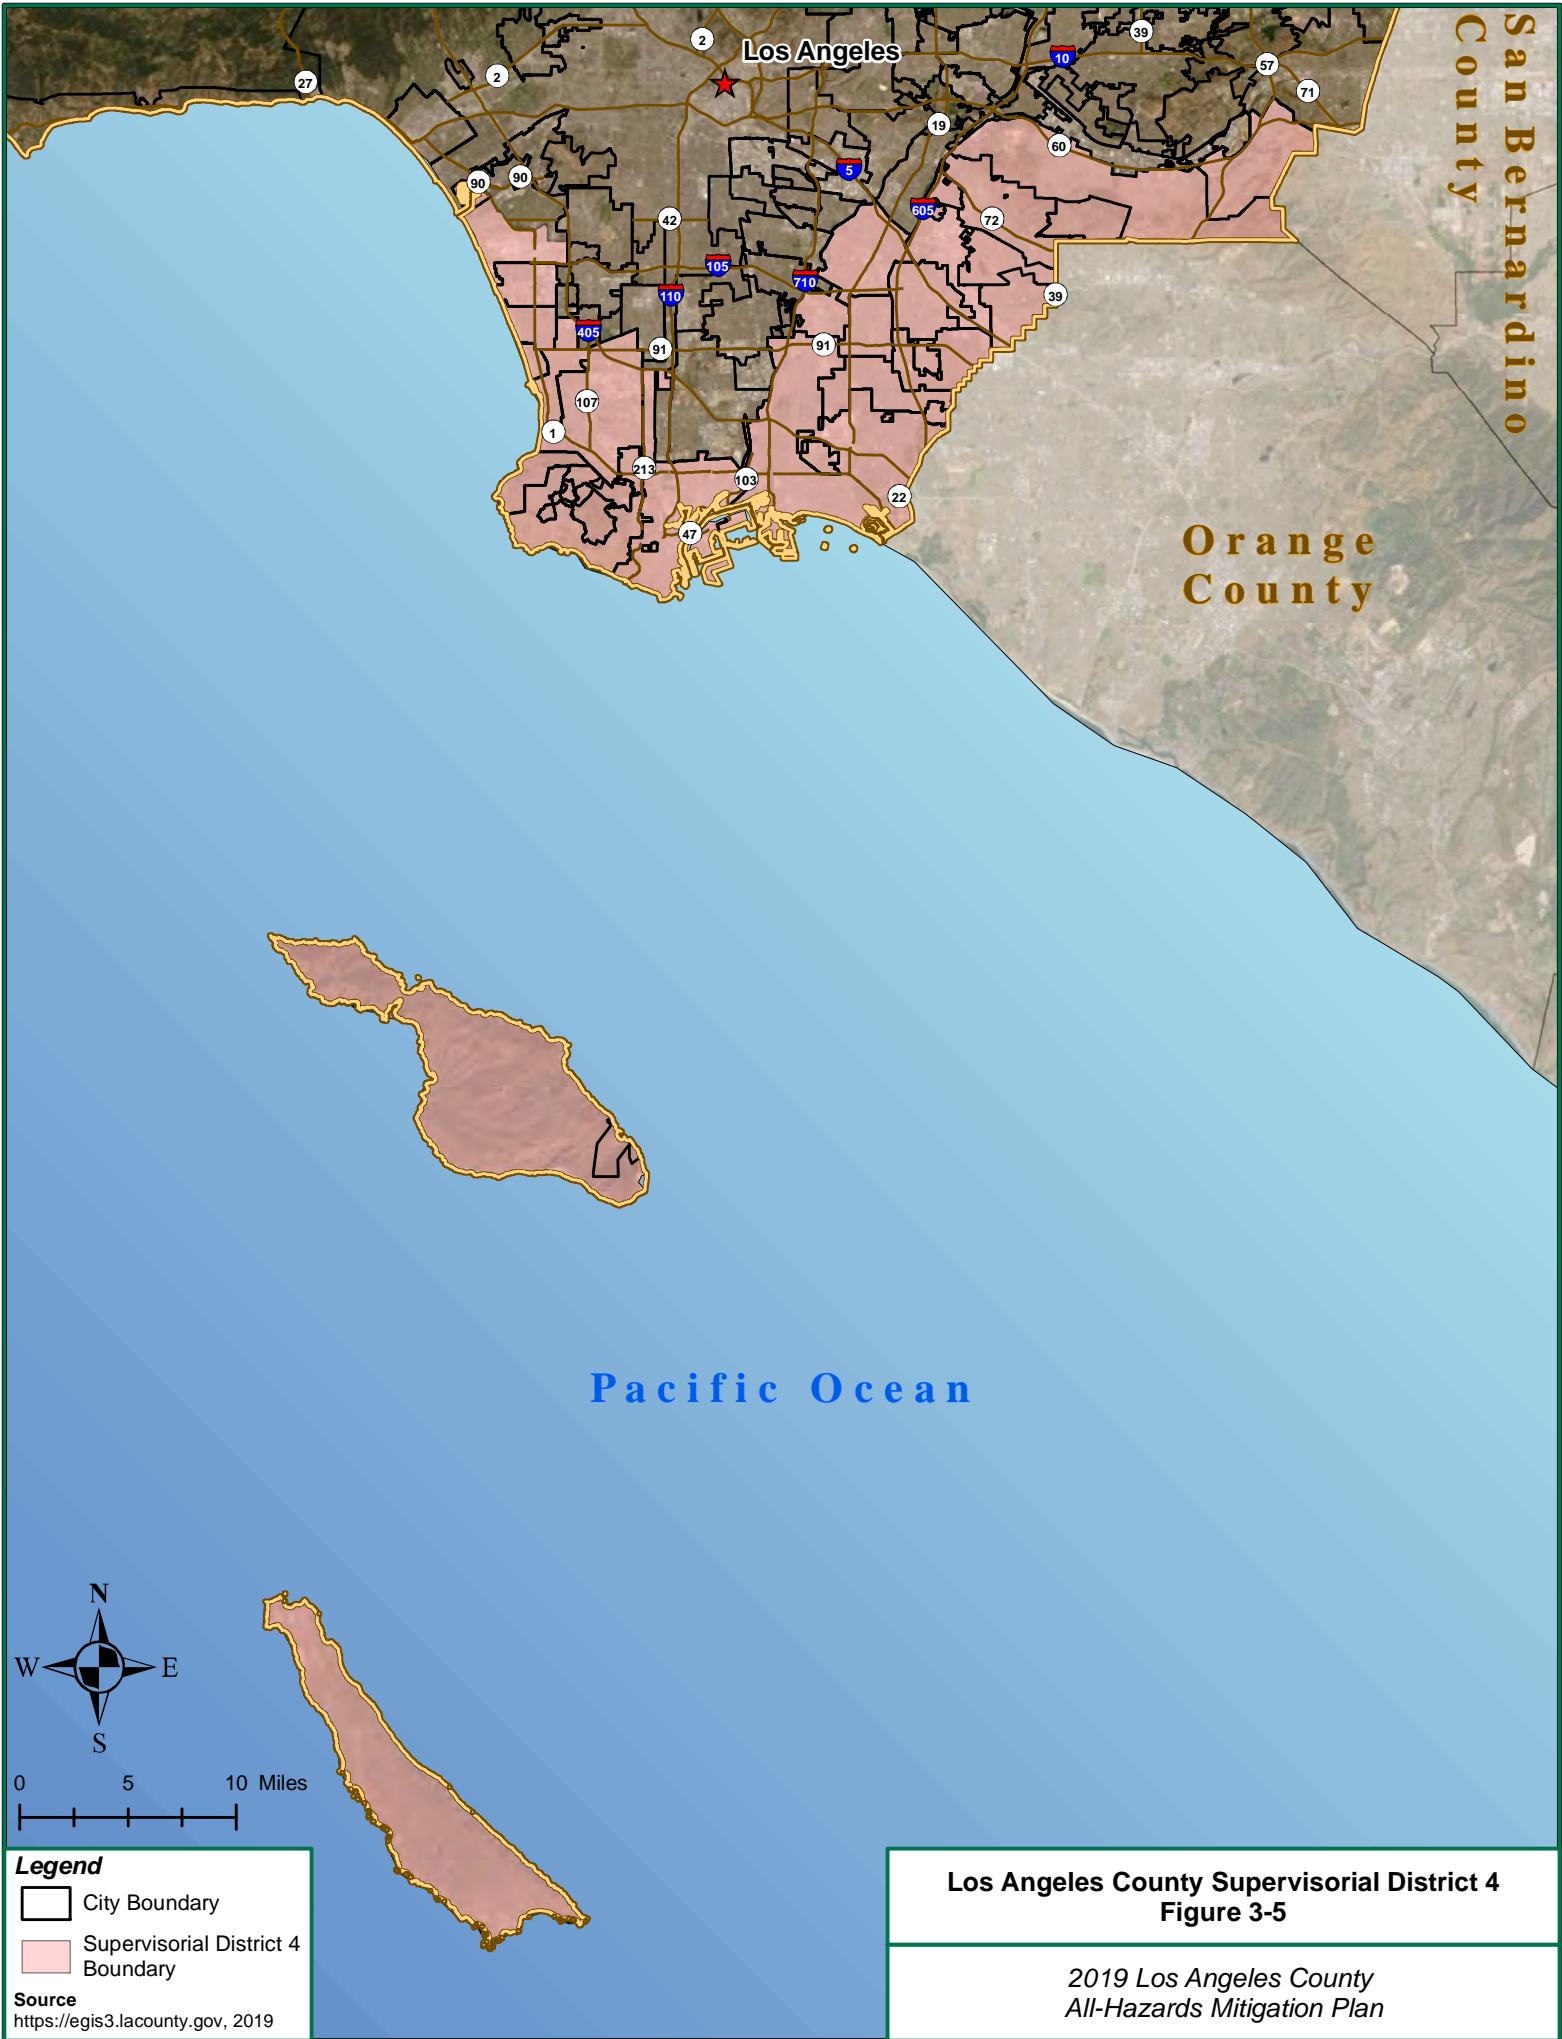 San Bernardino
County
39
2
Los Angeles
10
57
2
27
71
19
60
5
90
90
605
72
42
105
710
110
39
405
91
91
107
1
213
103
22
47
Orange
County
Pacific Ocean
N
W
E
S
0 5 10 Miles
Legend
City Boundary
Supervisorial District 4
Boundary
Source
https://egis3.lacounty.gov, 2019
Los Angeles County Supervisorial District 4
Figure 3-5
2019 Los Angeles County
All-Hazards Mitigation Plan